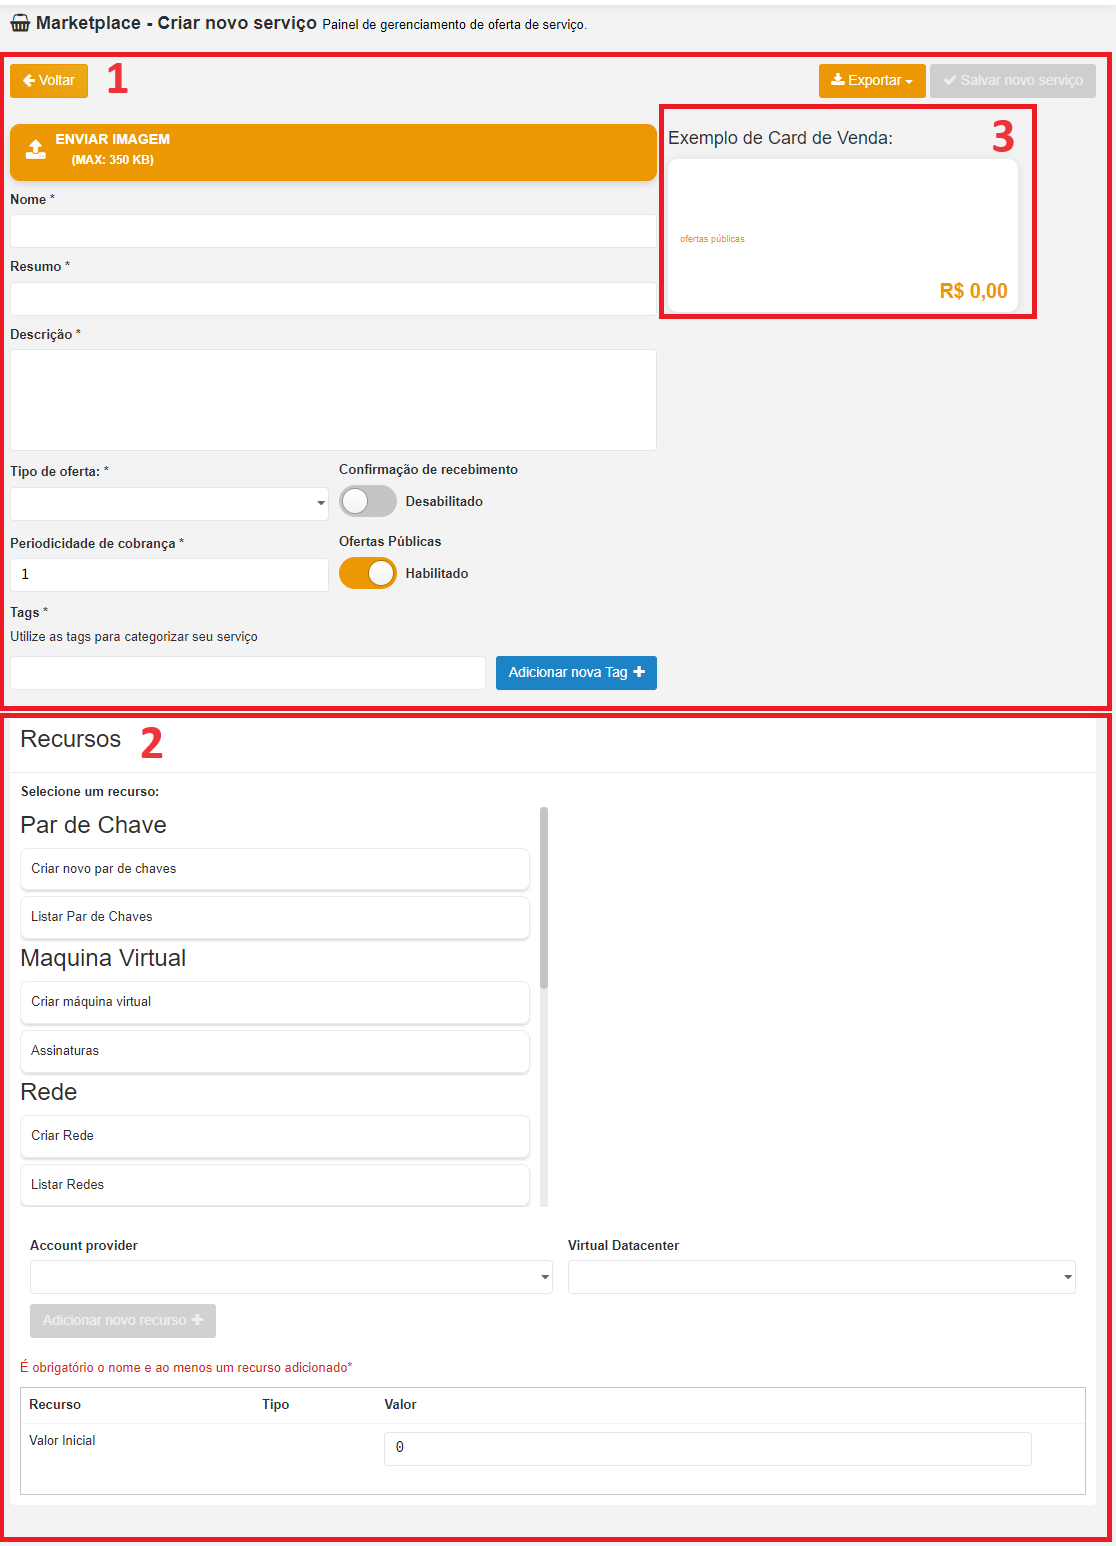 Marketplace - Criar novo serviço Painel de gerenciamento de oferta de serviço.
Voltar
1
Exportar
Salvar novo serviço
ENVIAR IMAGEM
(MAX: 350 KB)
Nome *
Resumo *
Descrição *
Tipo de oferta: *
Confirmação de recebimento
Desabilitado
Periodicidade de cobrança *
1
Ofertas Públicas
Habilitado
Tags *
Utilize as tags para categorizar seu serviço
Adicionar nova Tag
Exemplo de Card de Venda:
3
ofertas públicas
R$ 0,00
Recursos
2
Selecione um recurso:
Par de Chave
Criar novo par de chaves
Listar Par de Chaves
Maquina Virtual
Criar máquina virtual
Assinaturas
Rede
Criar Rede
Listar Redes
Account provider
Virtual Datacenter
Adicionar novo recurso
É obrigatório o nome e ao menos um recurso adicionado*
Recurso Tipo Valor
Valor Inicial 0